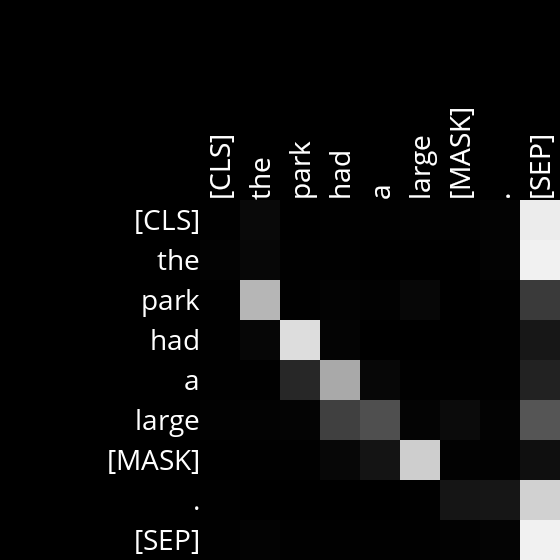 [CLS] the park had a large [MASK] . [SEP]
[CLS]
the
park
had
a
large
[MASK]
.
[SEP]